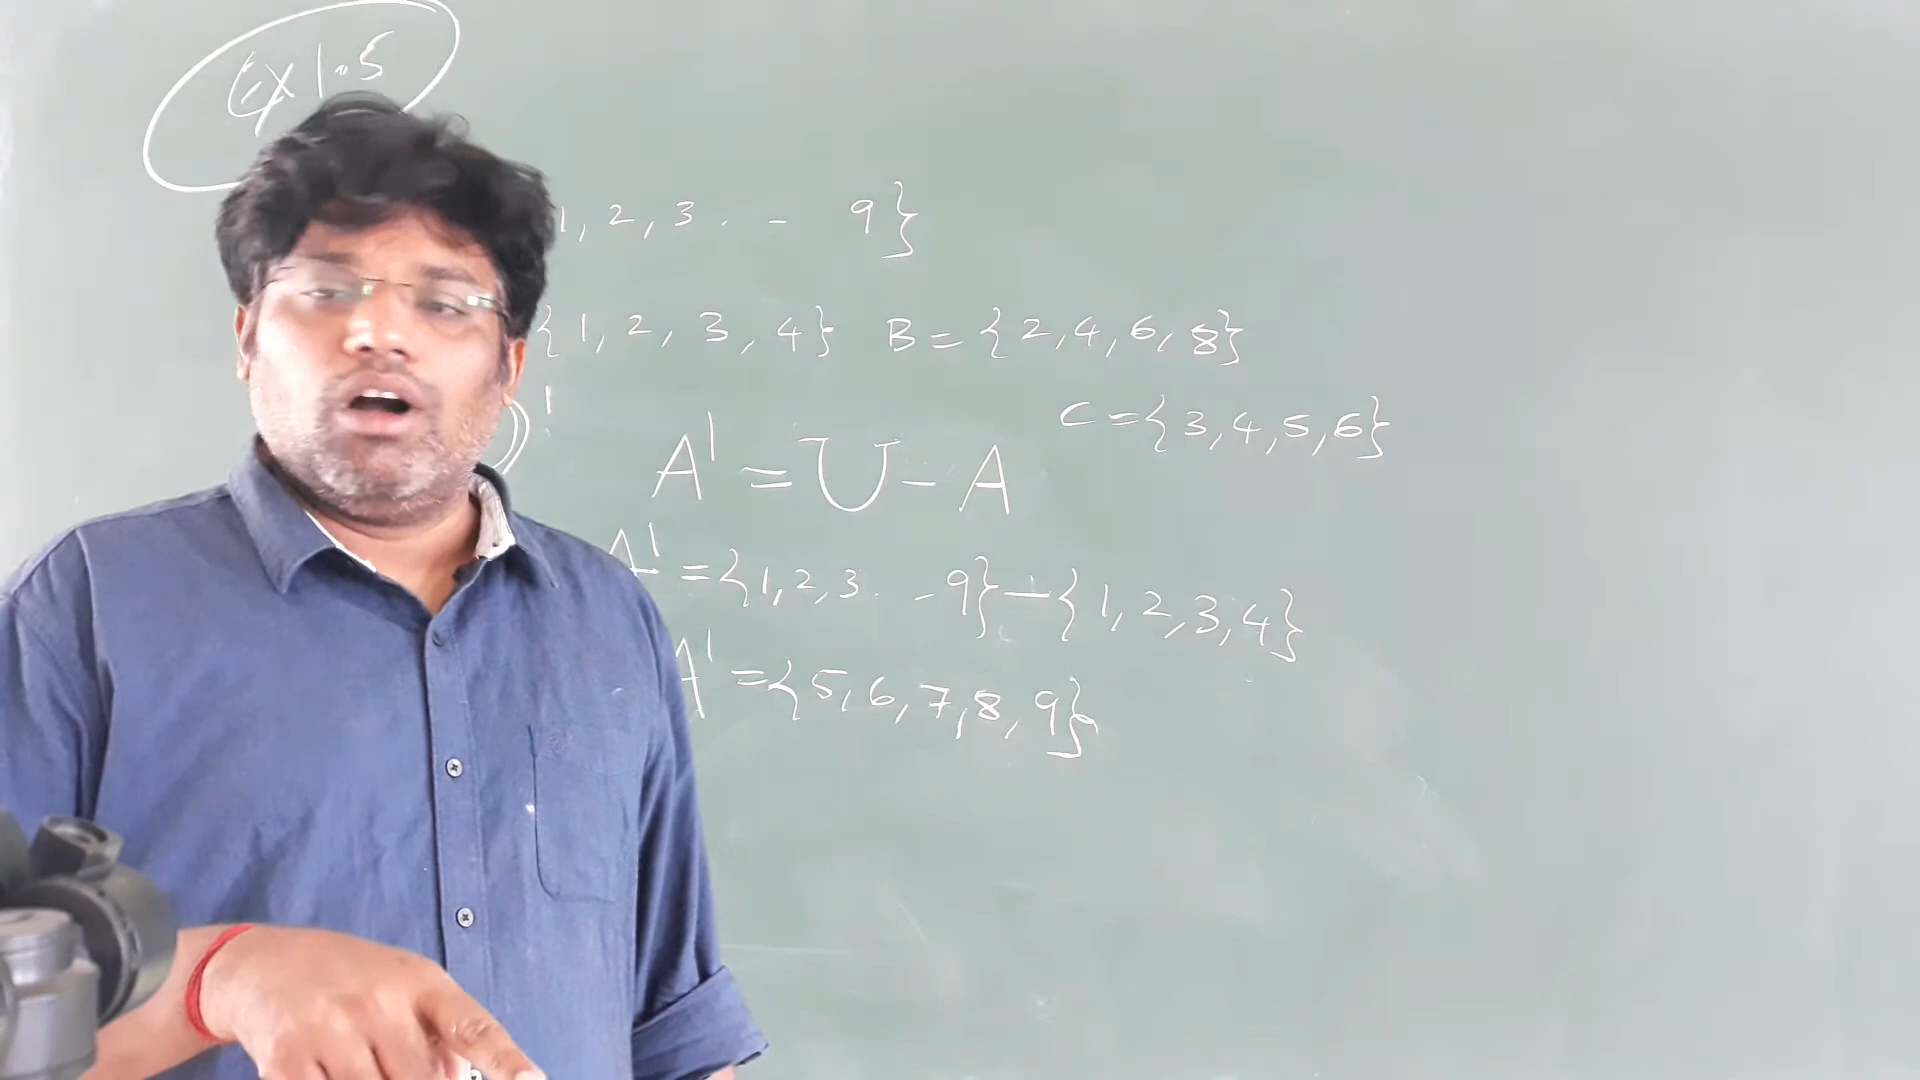 Ex 1.5
1, 2, 3 . - 9}
{1, 2, 3, 4} B = {2, 4, 6, 8}
)'
C = {3, 4, 5, 6}
A' = U - A
A' = {1, 2, 3 . - 9} - {1, 2, 3, 4}
A' = {5, 6, 7, 8, 9}